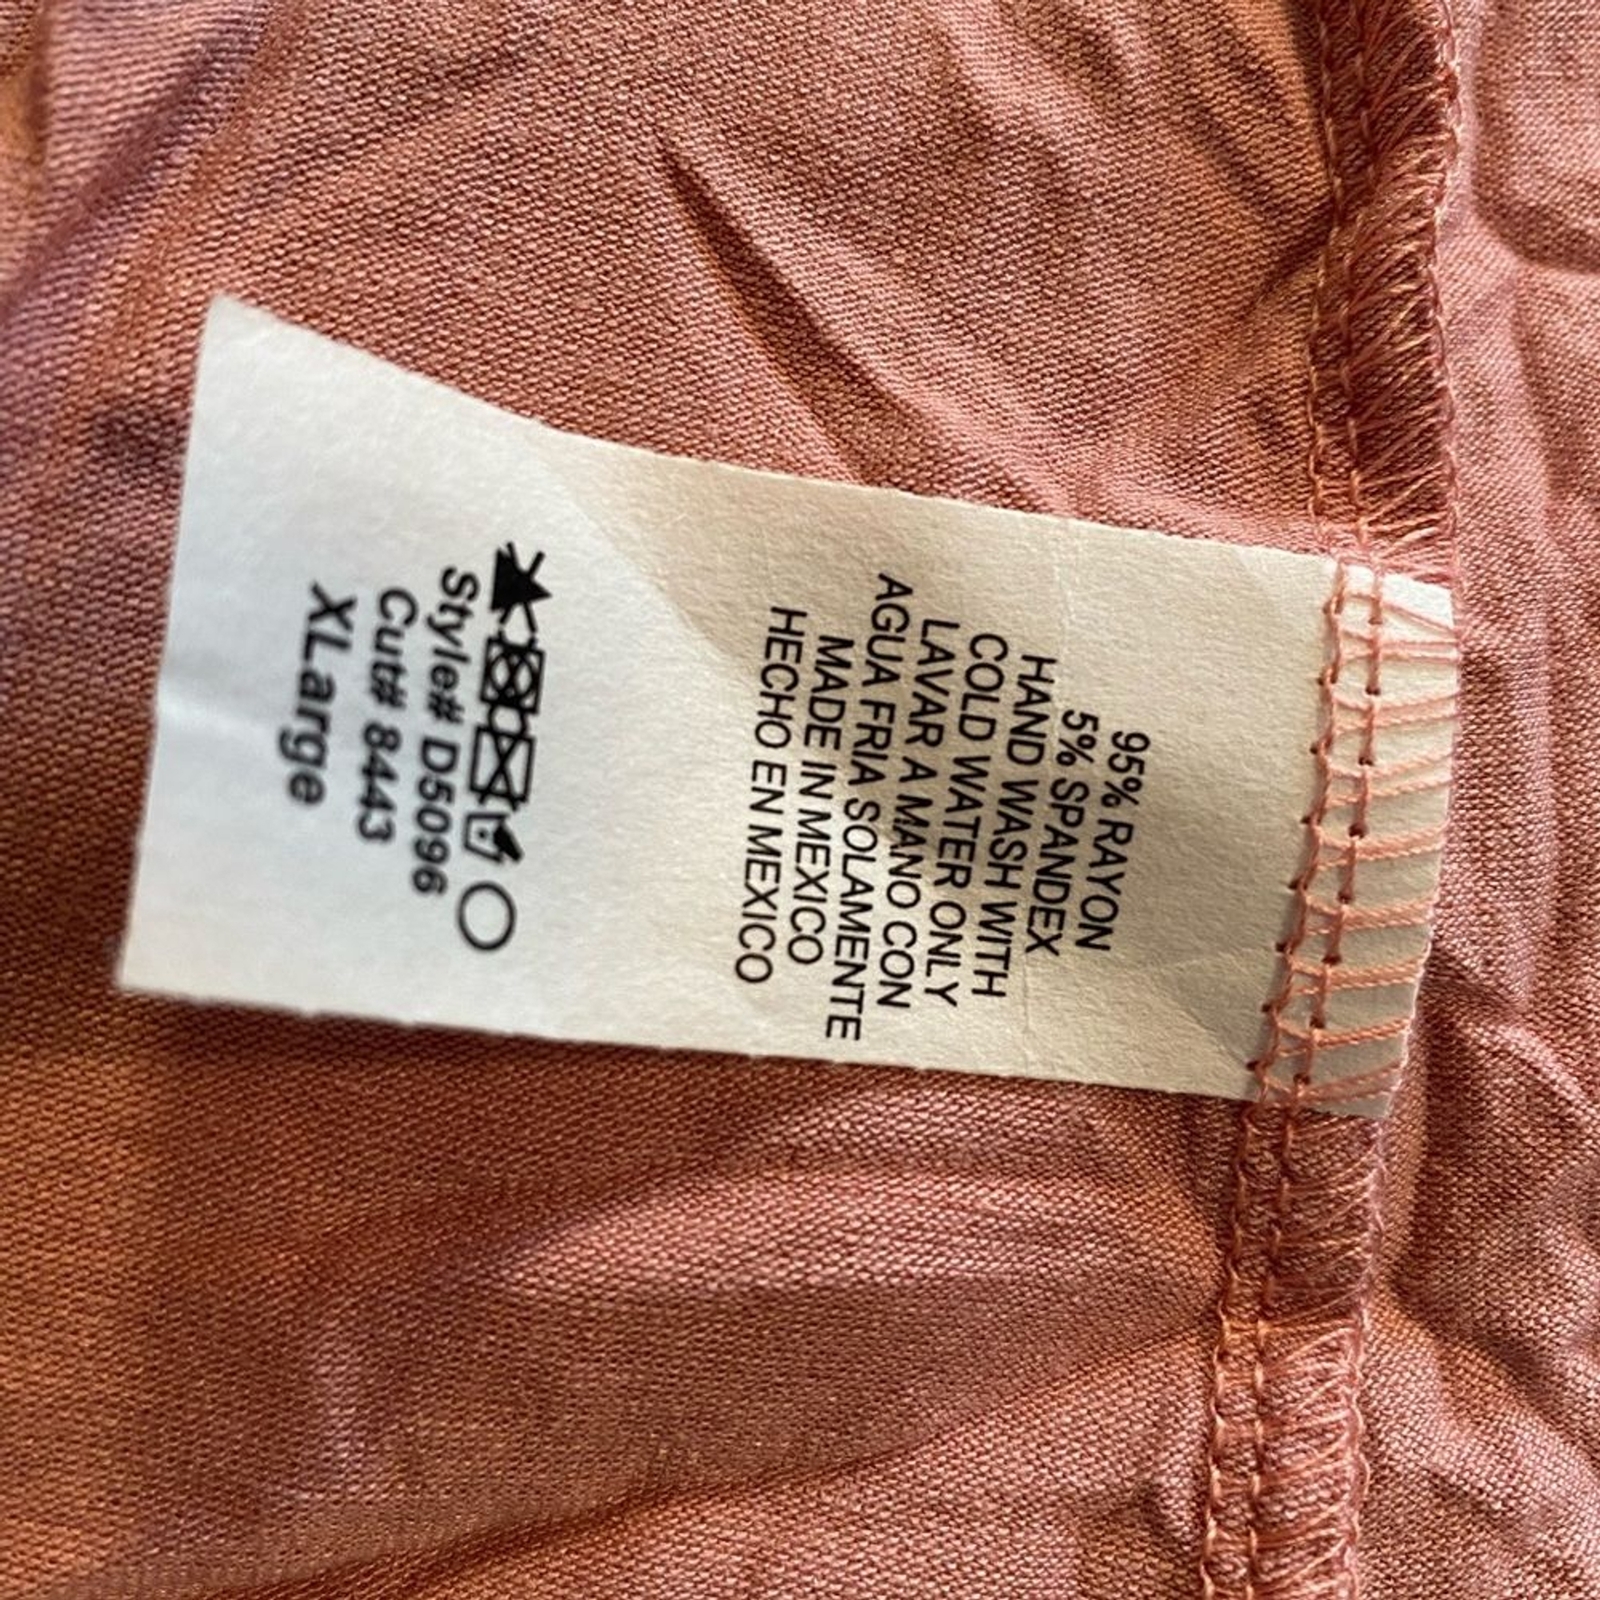 95% RAYON
5% SPANDEX
HAND WASH WITH
COLD WATER ONLY
LAVAR A MANO CON
AGUA FRIA SOLAMENTE
MADE IN MEXICO
HECHO EN MEXICO
Style# D5096
Cut# 8443
XLarge